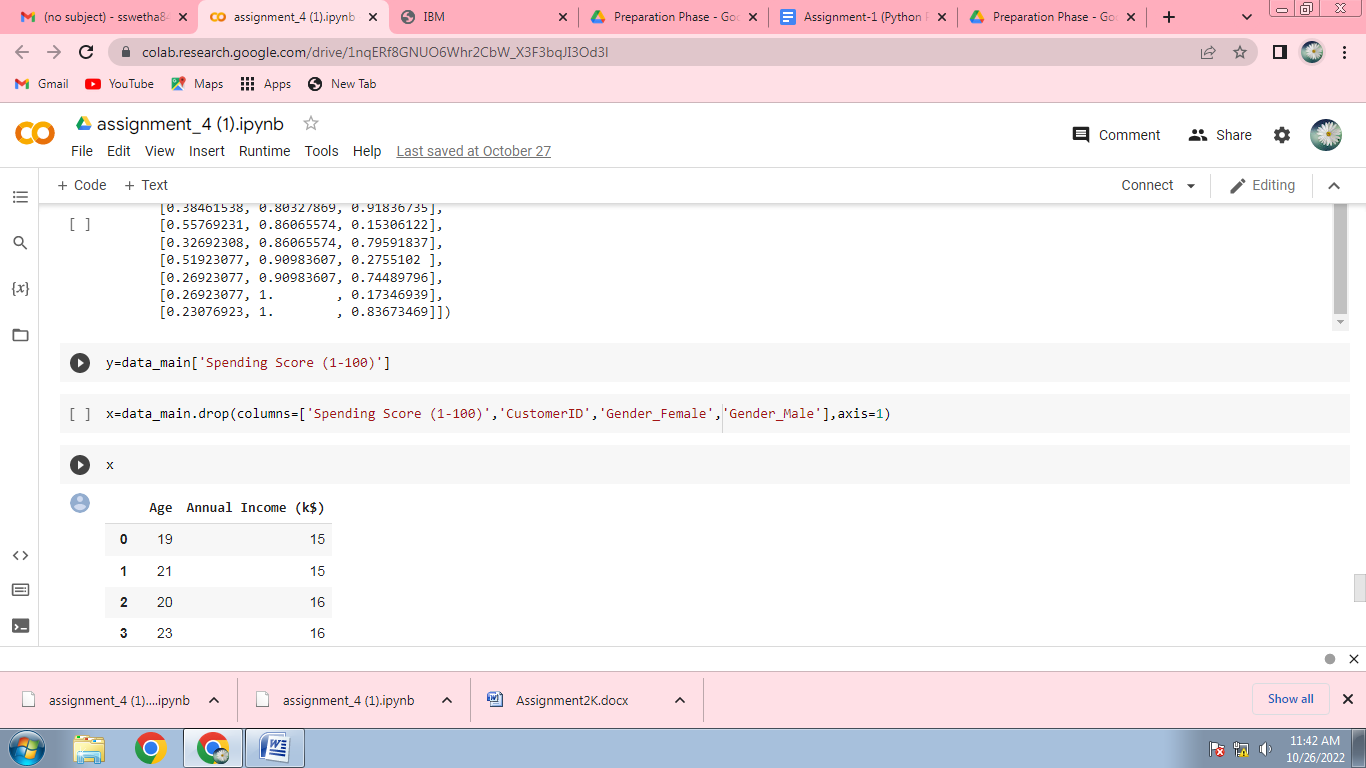 (no subject) - sswetha84
assignment_4 (1).ipynb
IBM
Preparation Phase - Goo
Assignment-1 (Python P
Preparation Phase - Goo
colab.research.google.com/drive/1nqERf8GNUO6Whr2CbW_X3F3bqJI3Od3l
Gmail YouTube Maps Apps New Tab
assignment_4 (1).ipynb
Comment Share
File Edit View Insert Runtime Tools Help Last saved at October 27
+ Code + Text Connect Editing
[0.38461538, 0.80327869, 0.91836735],
[ ] [0.55769231, 0.86065574, 0.15306122],
[0.32692308, 0.86065574, 0.79591837],
[0.51923077, 0.90983607, 0.2755102 ],
[0.26923077, 0.90983607, 0.74489796],
[0.26923077, 1.        , 0.17346939],
[0.23076923, 1.        , 0.83673469]])
{x}
y=data_main['Spending Score (1-100)']
[ ] x=data_main.drop(columns=['Spending Score (1-100)','CustomerID','Gender_Female','Gender_Male'],axis=1)
x
Age Annual Income (k$)
0 19 15
1 21 15
2 20 16
3 23 16
assignment_4 (1)....ipynb
assignment_4 (1).ipynb
Assignment2K.docx
Show all
11:42 AM
10/26/2022